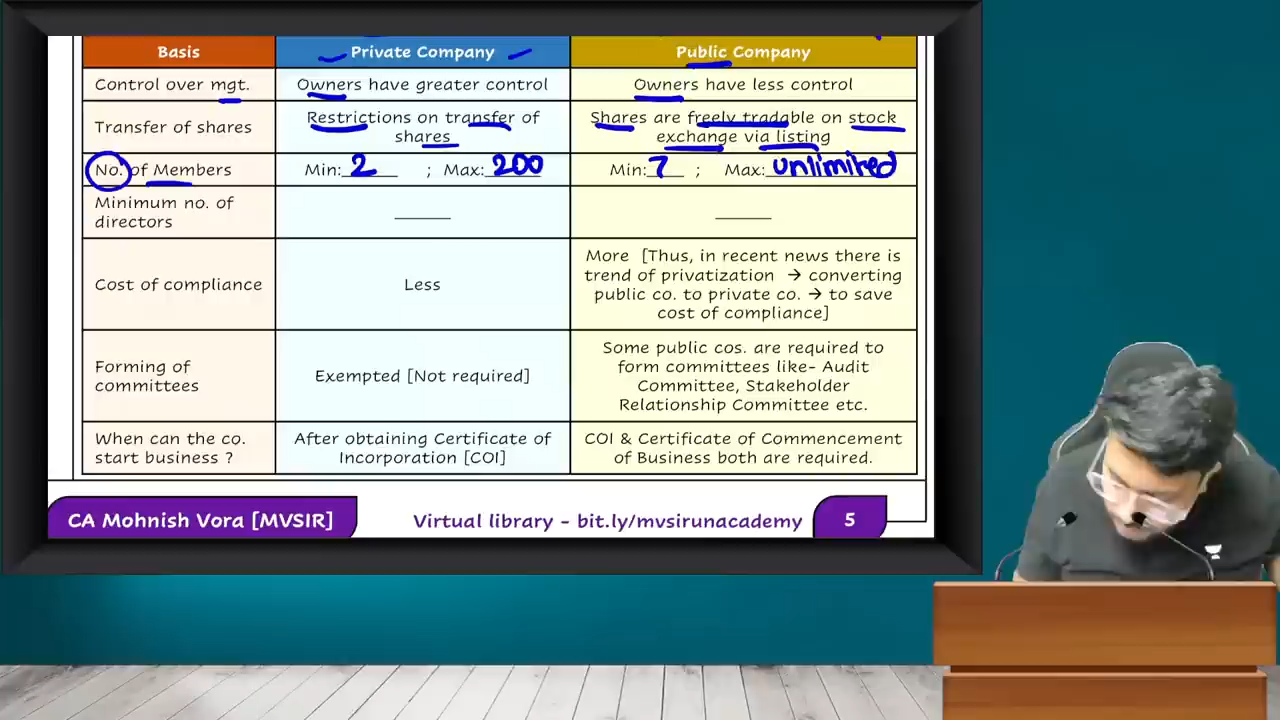 Basis Private Company Public Company
Control over mgt. Owners have greater control Owners have less control
Transfer of shares Restrictions on transfer of shares Shares are freely tradable on stock exchange via listing
No. of Members Min: 2 ; Max: 200 Min: 7 ; Max: unlimited
Minimum no. of directors
Cost of compliance Less More [Thus, in recent news there is trend of privatization → converting public co. to private co. → to save cost of compliance]
Forming of committees Exempted [Not required] Some public cos. are required to form committees like- Audit Committee, Stakeholder Relationship Committee etc.
When can the co. start business ? After obtaining Certificate of Incorporation [COI] COI & Certificate of Commencement of Business both are required.
CA Mohnish Vora [MVSIR] Virtual library - bit.ly/mvsirunacademy 5